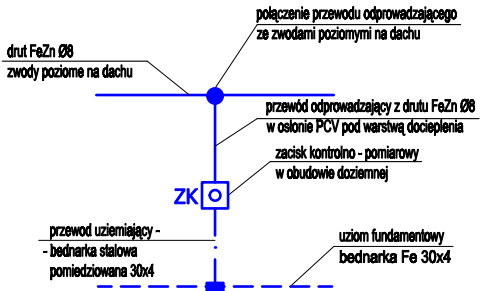 połączenie przewodu odprowadzającego
ze zwodami poziomymi na dachu
drut FeZn Ø8
zwody poziome na dachu
przewód odprowadzający z drutu FeZn Ø8
w osłonie PCV pod warstwą docieplenia
zacisk kontrolno - pomiarowy
w obudowie doziemnej
ZK
przewod uziemiający -
- bednarka stalowa
pomiedziowana 30x4
uziom fundamentowy
bednarka Fe 30x4